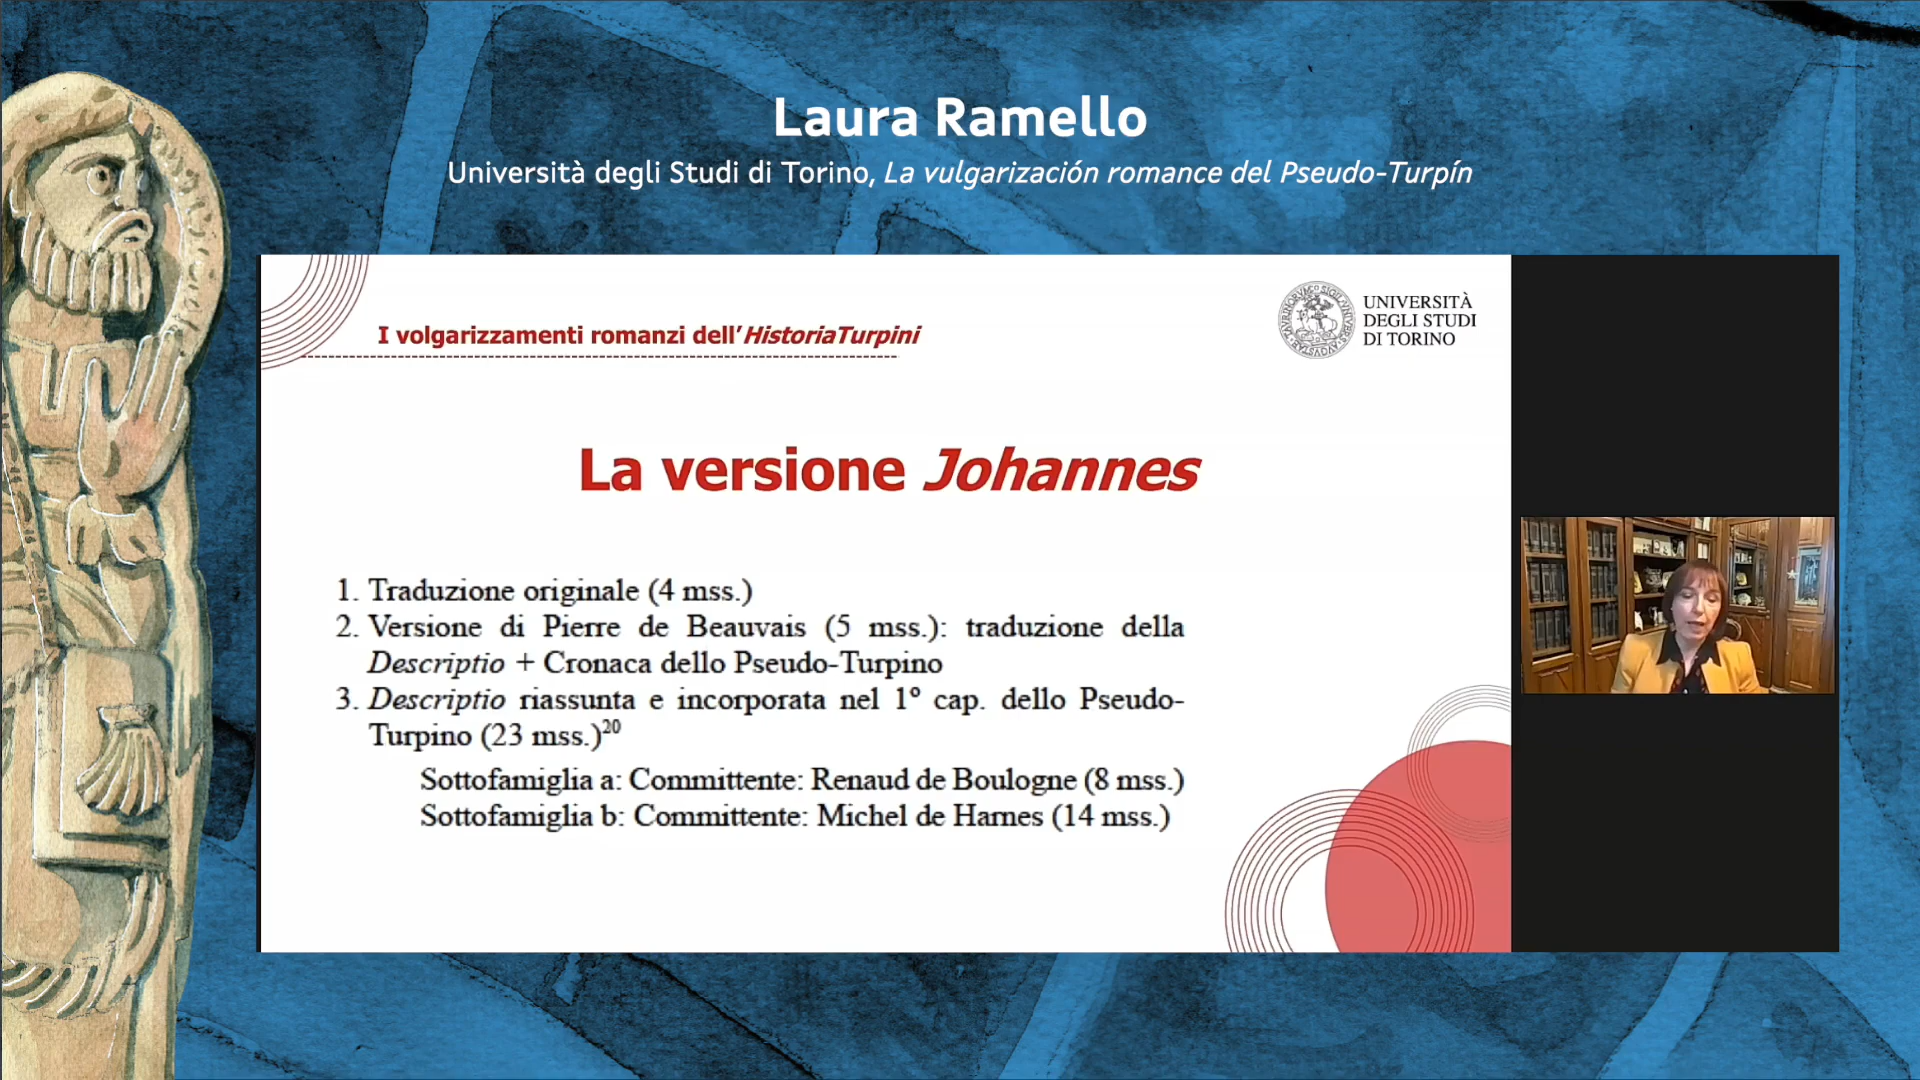 Laura Ramello
Università degli Studi di Torino, La vulgarización romance del Pseudo-Turpín
I volgarizzamenti romanzi dell'HistoriaTurpini
UNIVERSITÀ
DEGLI STUDI
DI TORINO
La versione Johannes
1. Traduzione originale (4 mss.)
2. Versione di Pierre de Beauvais (5 mss.): traduzione della
Descriptio + Cronaca dello Pseudo-Turpino
3. Descriptio riassunta e incorporata nel 1° cap. dello Pseudo-
Turpino (23 mss.)20
Sottofamiglia a: Committente: Renaud de Boulogne (8 mss.)
Sottofamiglia b: Committente: Michel de Harnes (14 mss.)